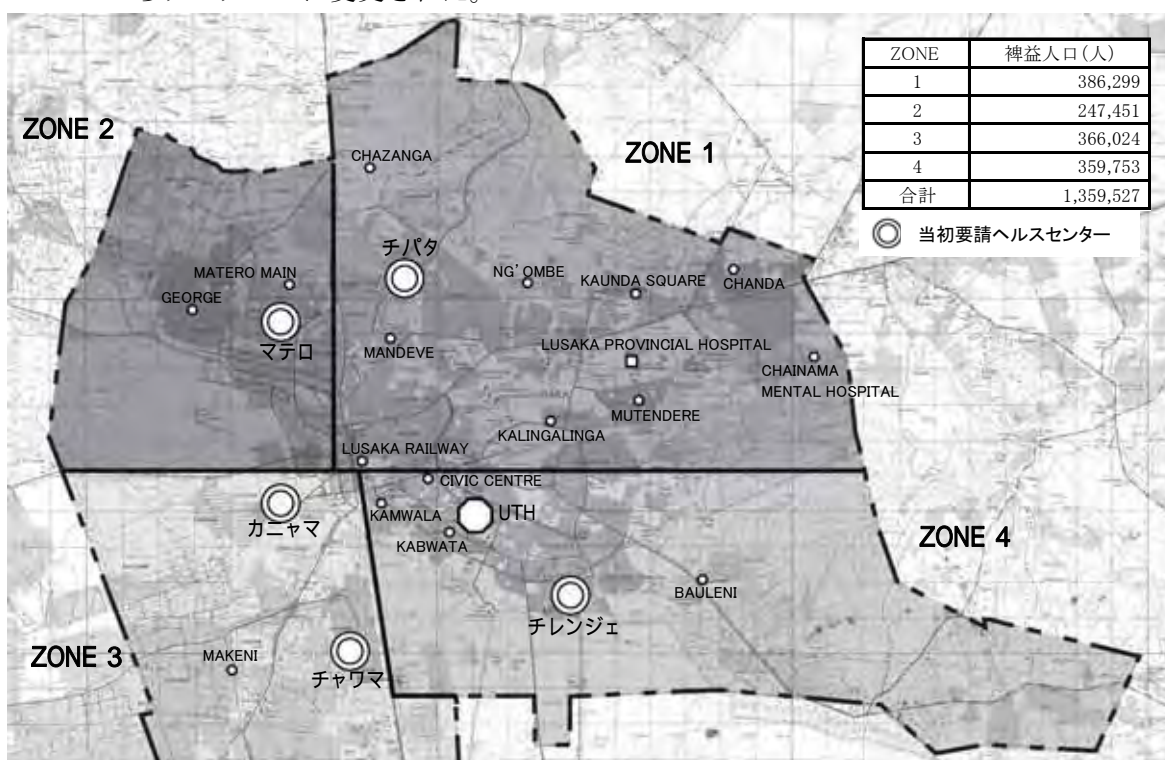 ZONE 裨益人口(人)
1 386,299
2 247,451
3 366,024
4 359,753
合計 1,359,527
当初要請ヘルスセンター
ZONE 2
ZONE 1
CHAZANGA
チパタ
MATERO MAIN
NG'OMBE
KAUNDA SQUARE
CHANDA
GEORGE
マテロ
MANDEVE
LUSAKA PROVINCIAL HOSPITAL
CHAINAMA
MENTAL HOSPITAL
MUTENDERE
KALINGALINGA
LUSAKA RAILWAY
CIVIC CENTRE
カニャマ
KAMWALA
UTH
KABWATA
ZONE 4
BAULENI
チレンジェ
ZONE 3
MAKENI
チャワマ